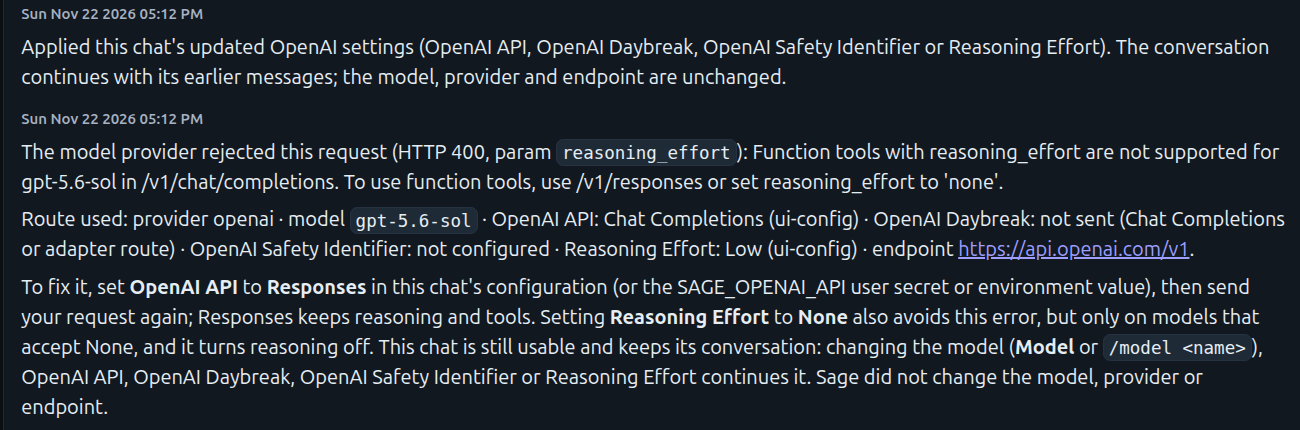 Sun Nov 22 2026 05:12 PM
Applied this chat's updated OpenAI settings (OpenAI API, OpenAI Daybreak, OpenAI Safety Identifier or Reasoning Effort). The conversation
continues with its earlier messages; the model, provider and endpoint are unchanged.
Sun Nov 22 2026 05:12 PM
The model provider rejected this request (HTTP 400, param reasoning_effort): Function tools with reasoning_effort are not supported for
gpt-5.6-sol in /v1/chat/completions. To use function tools, use /v1/responses or set reasoning_effort to 'none'.
Route used: provider openai · model gpt-5.6-sol · OpenAI API: Chat Completions (ui-config) · OpenAI Daybreak: not sent (Chat Completions
or adapter route) · OpenAI Safety Identifier: not configured · Reasoning Effort: Low (ui-config) · endpoint https://api.openai.com/v1.
To fix it, set OpenAI API to Responses in this chat's configuration (or the SAGE_OPENAI_API user secret or environment value), then send
your request again; Responses keeps reasoning and tools. Setting Reasoning Effort to None also avoids this error, but only on models that
accept None, and it turns reasoning off. This chat is still usable and keeps its conversation: changing the model (Model or /model <name>),
OpenAI API, OpenAI Daybreak, OpenAI Safety Identifier or Reasoning Effort continues it. Sage did not change the model, provider or
endpoint.